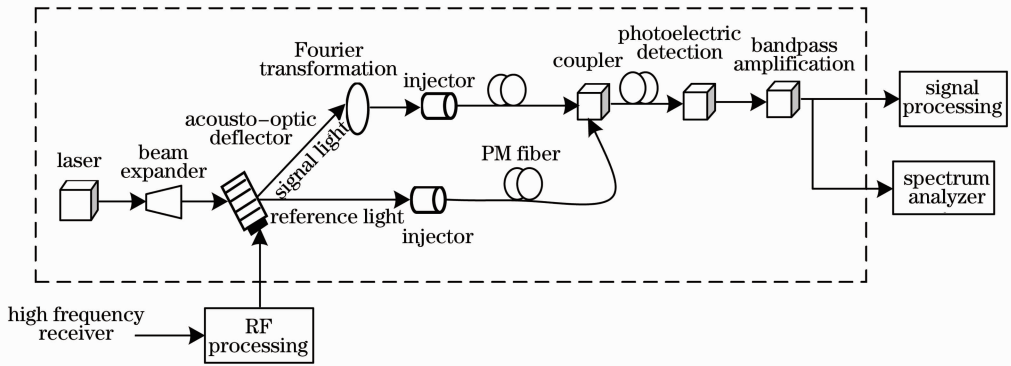 photoelectric
detection
bandpass
amplification
Fourier
transformation
coupler
injector
signal
processing
acousto-optic
deflector
signal light
PM fiber
laser
beam
expander
spectrum
analyzer
reference light
injector
high frequency
receiver
RF
processing